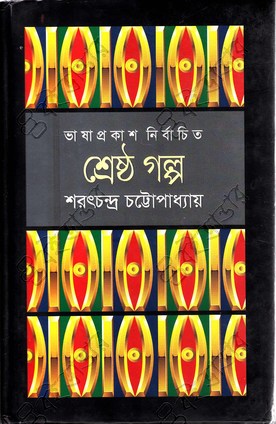 ভাষাপ্রকাশ নির্বাচিত
শ্রেষ্ঠ গল্প
শরৎচন্দ্র চট্টোপাধ্যায়